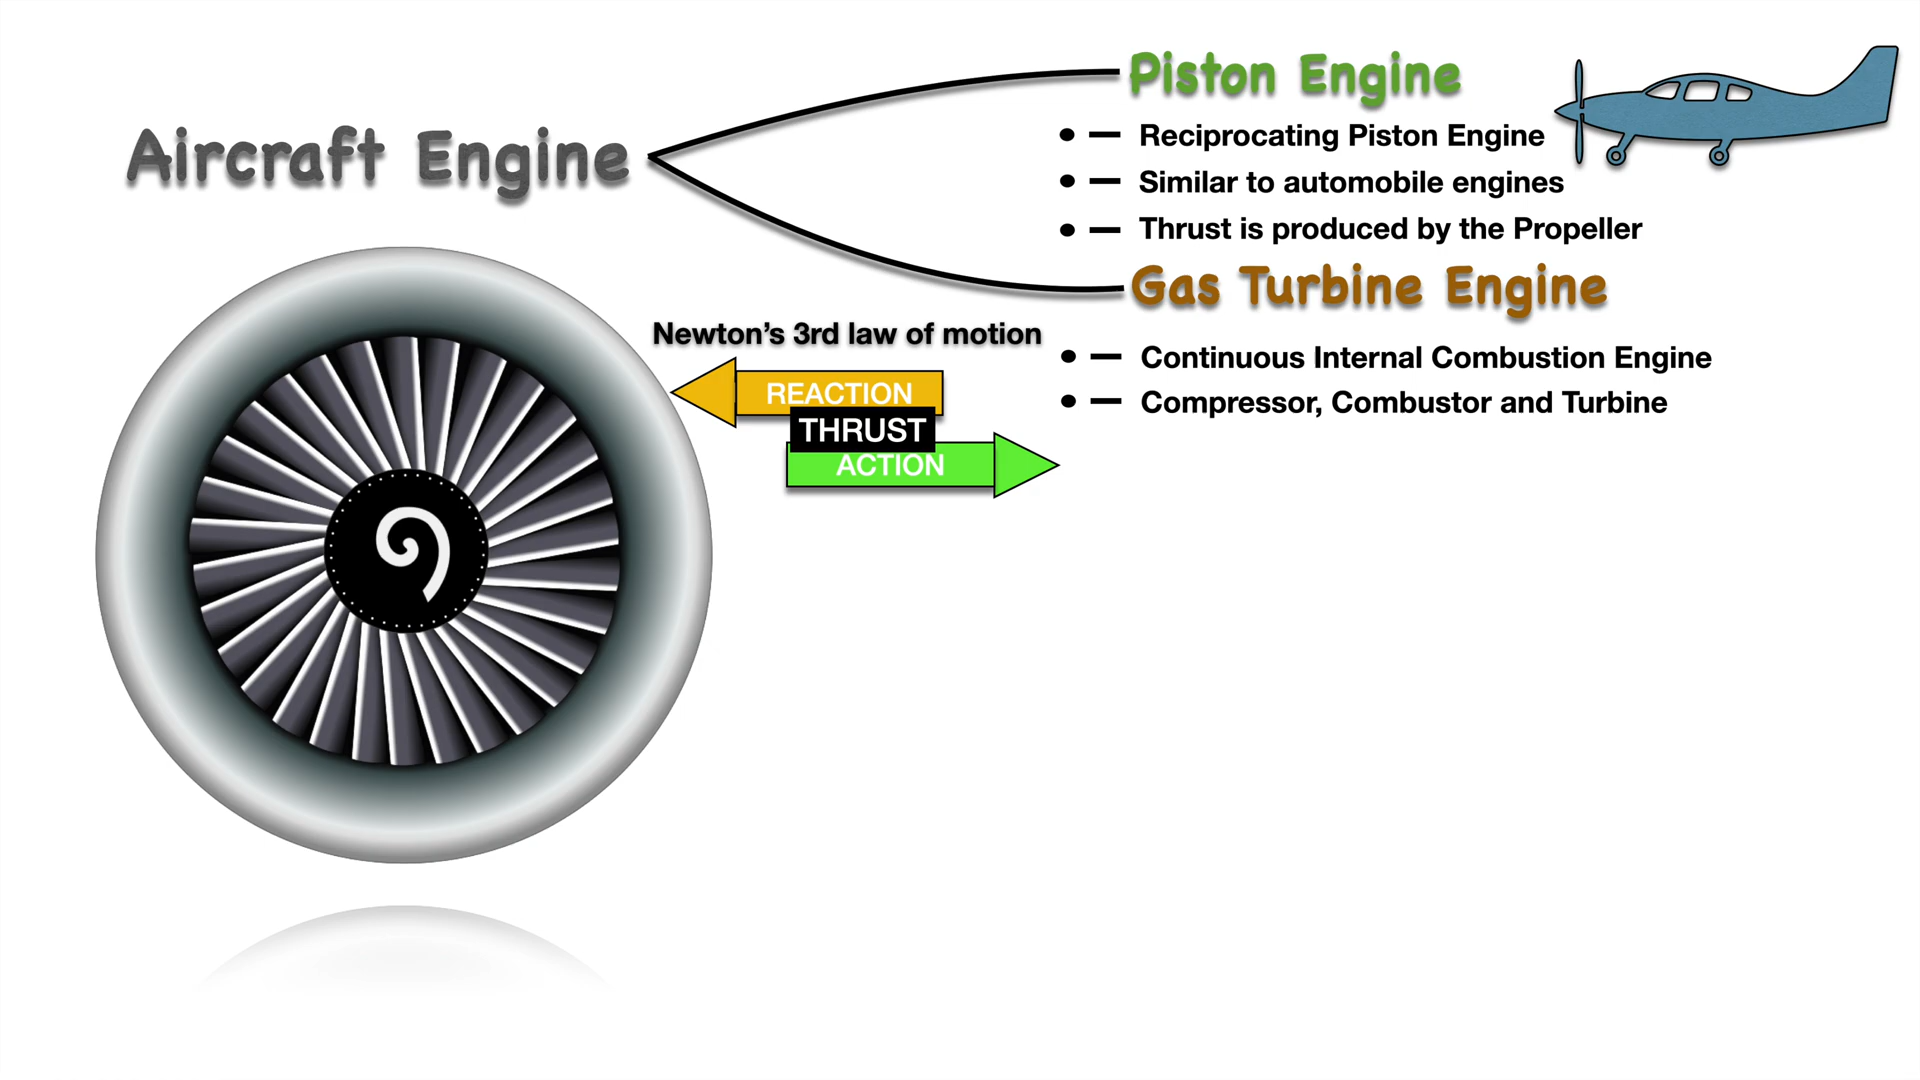 Aircraft Engine
Piston Engine
• — Reciprocating Piston Engine
• — Similar to automobile engines
• — Thrust is produced by the Propeller
Gas Turbine Engine
• — Continuous Internal Combustion Engine
• — Compressor, Combustor and Turbine
Newton’s 3rd law of motion
REACTION
THRUST
ACTION